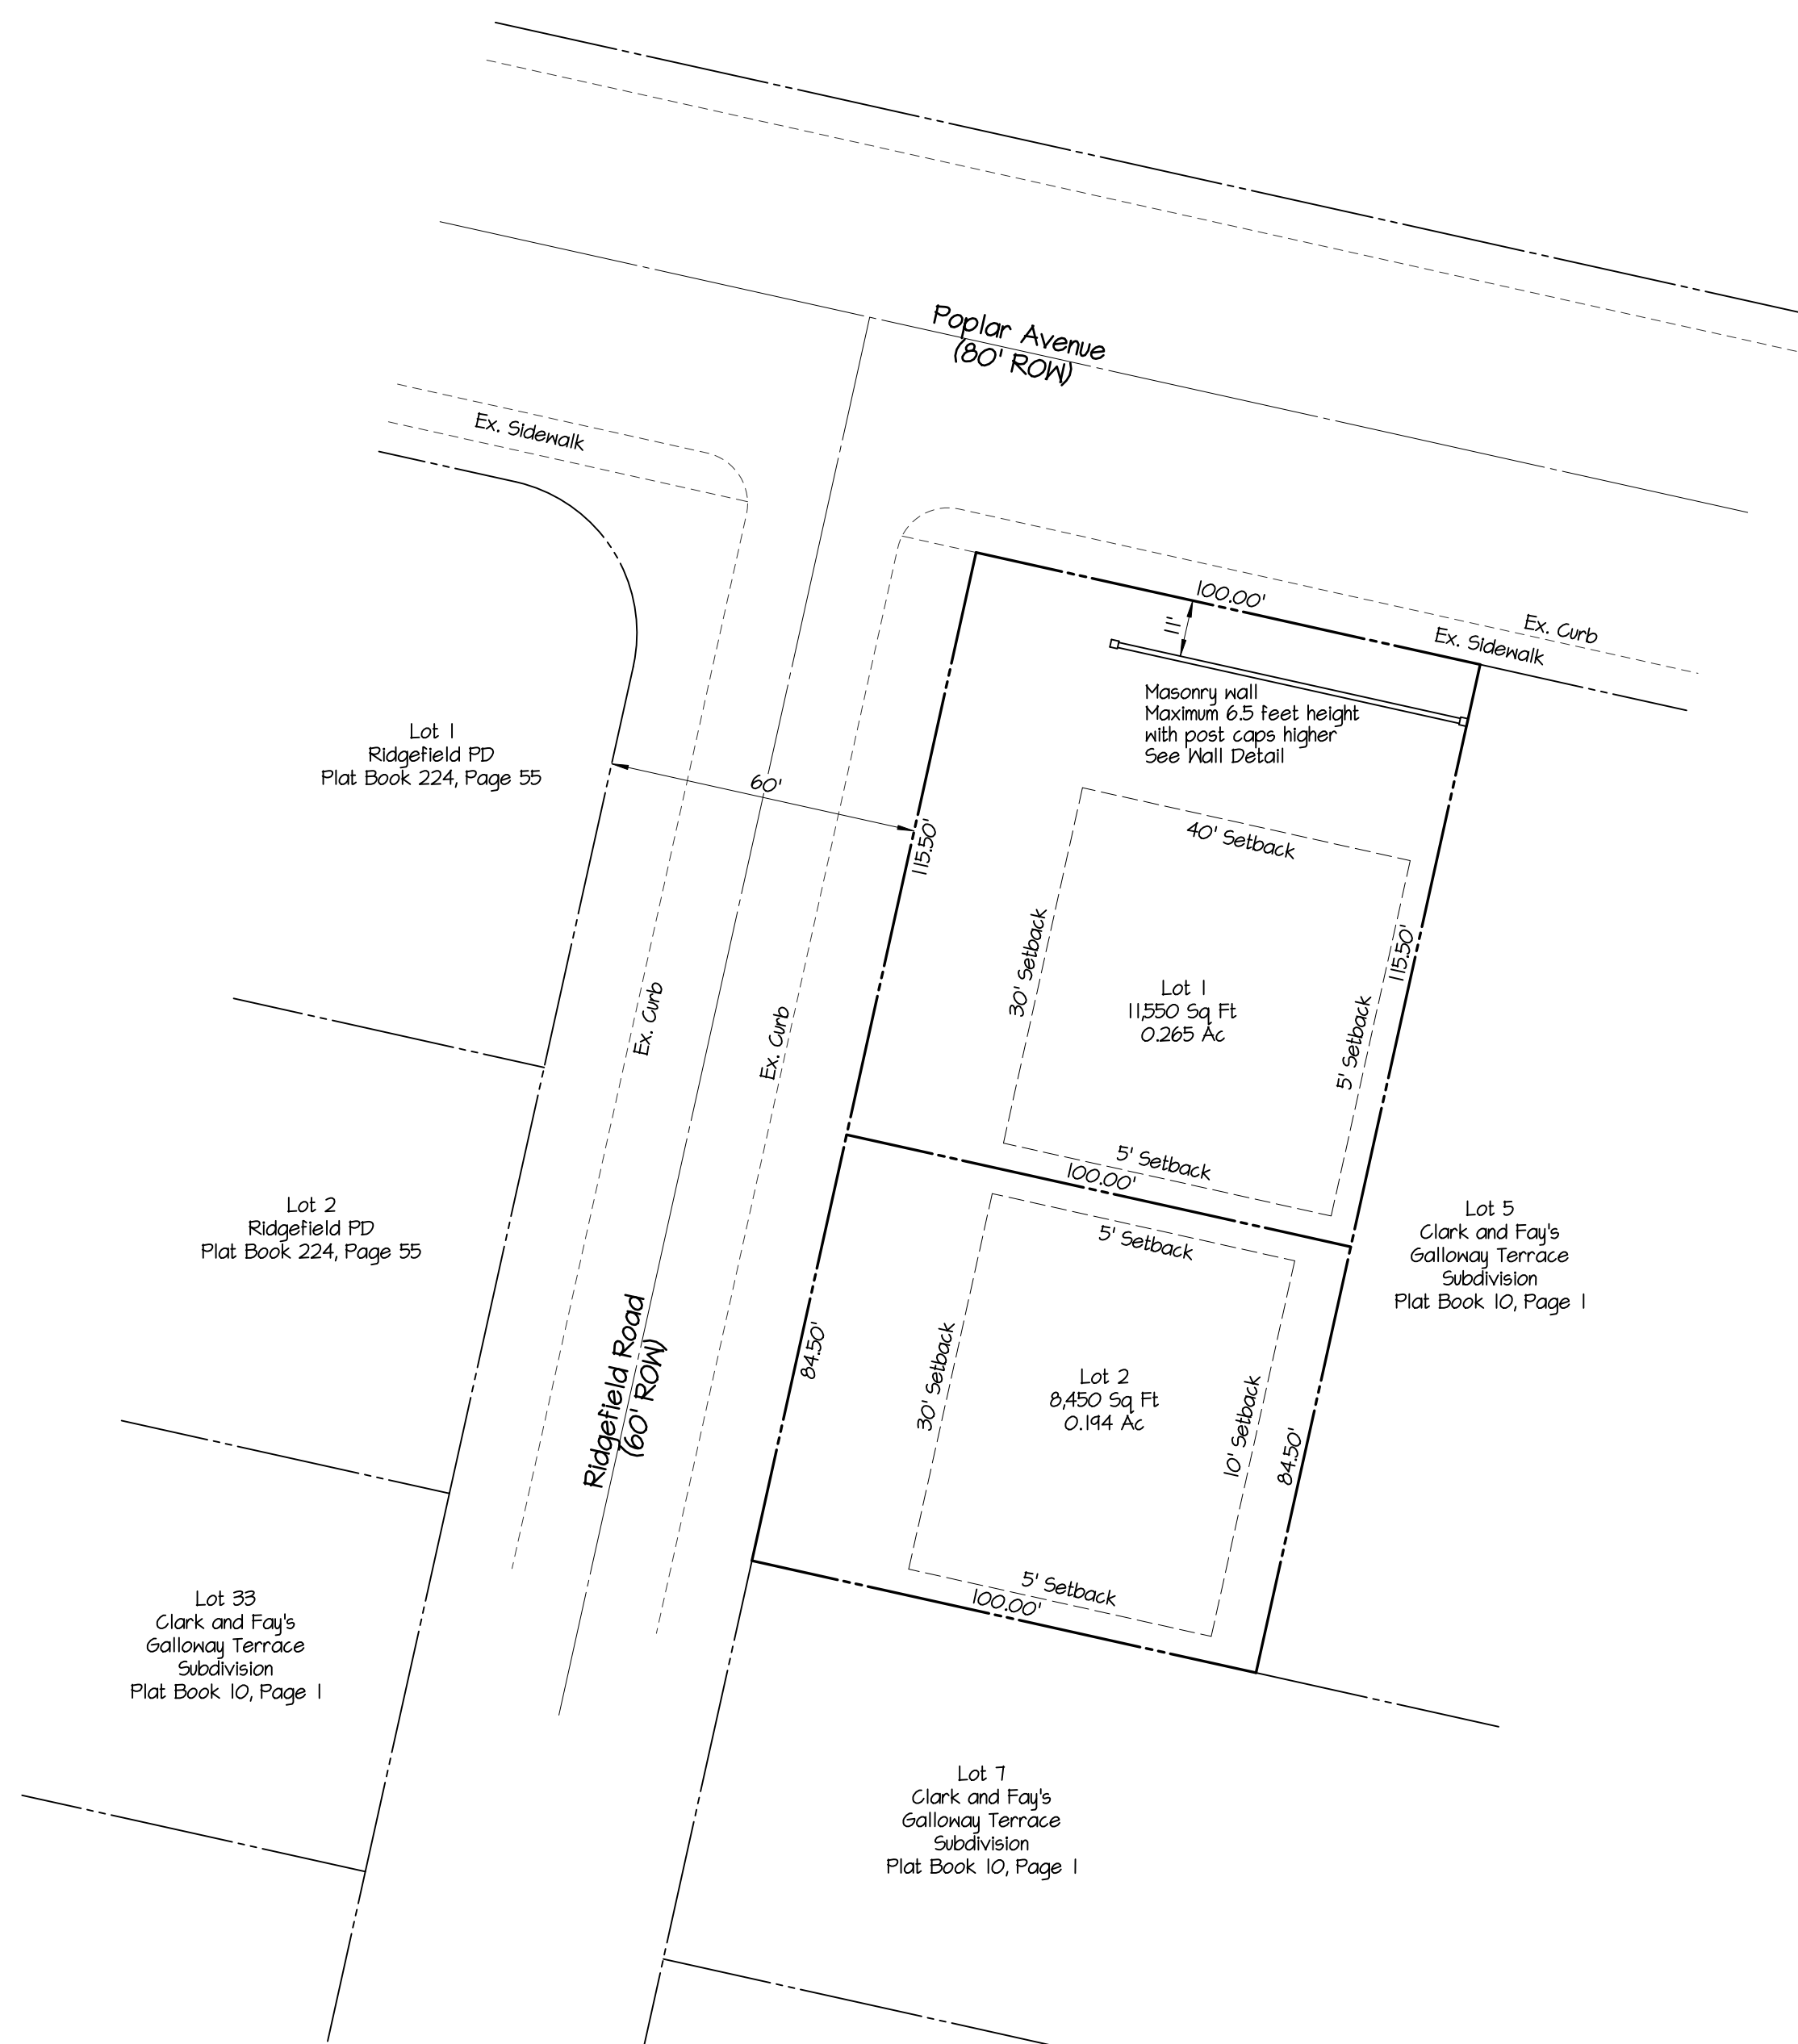 Poplar Avenue
(80' ROW)
Ex. Sidewalk
100.00'
11'
Ex. Curb
Ex. Sidewalk
Masonry wall
Maximum 6.5 feet height
with post caps higher
See Wall Detail
Lot 1
Ridgefield PD
Plat Book 224, Page 55
60'
115.50'
40' Setback
30' Setback
115.50'
Lot 1
11,550 Sq Ft
0.265 Ac
5' Setback
Ex. Curb
Ex. Curb
5' Setback
100.00'
Lot 2
Ridgefield PD
Plat Book 224, Page 55
5' Setback
Lot 5
Clark and Fay's
Galloway Terrace
Subdivision
Plat Book 10, Page 1
Ridgefield Road
(60' ROW)
84.50'
30' Setback
Lot 2
8,450 Sq Ft
0.194 Ac
10' Setback
84.50'
5' Setback
100.00'
Lot 33
Clark and Fay's
Galloway Terrace
Subdivision
Plat Book 10, Page 1
Lot 7
Clark and Fay's
Galloway Terrace
Subdivision
Plat Book 10, Page 1